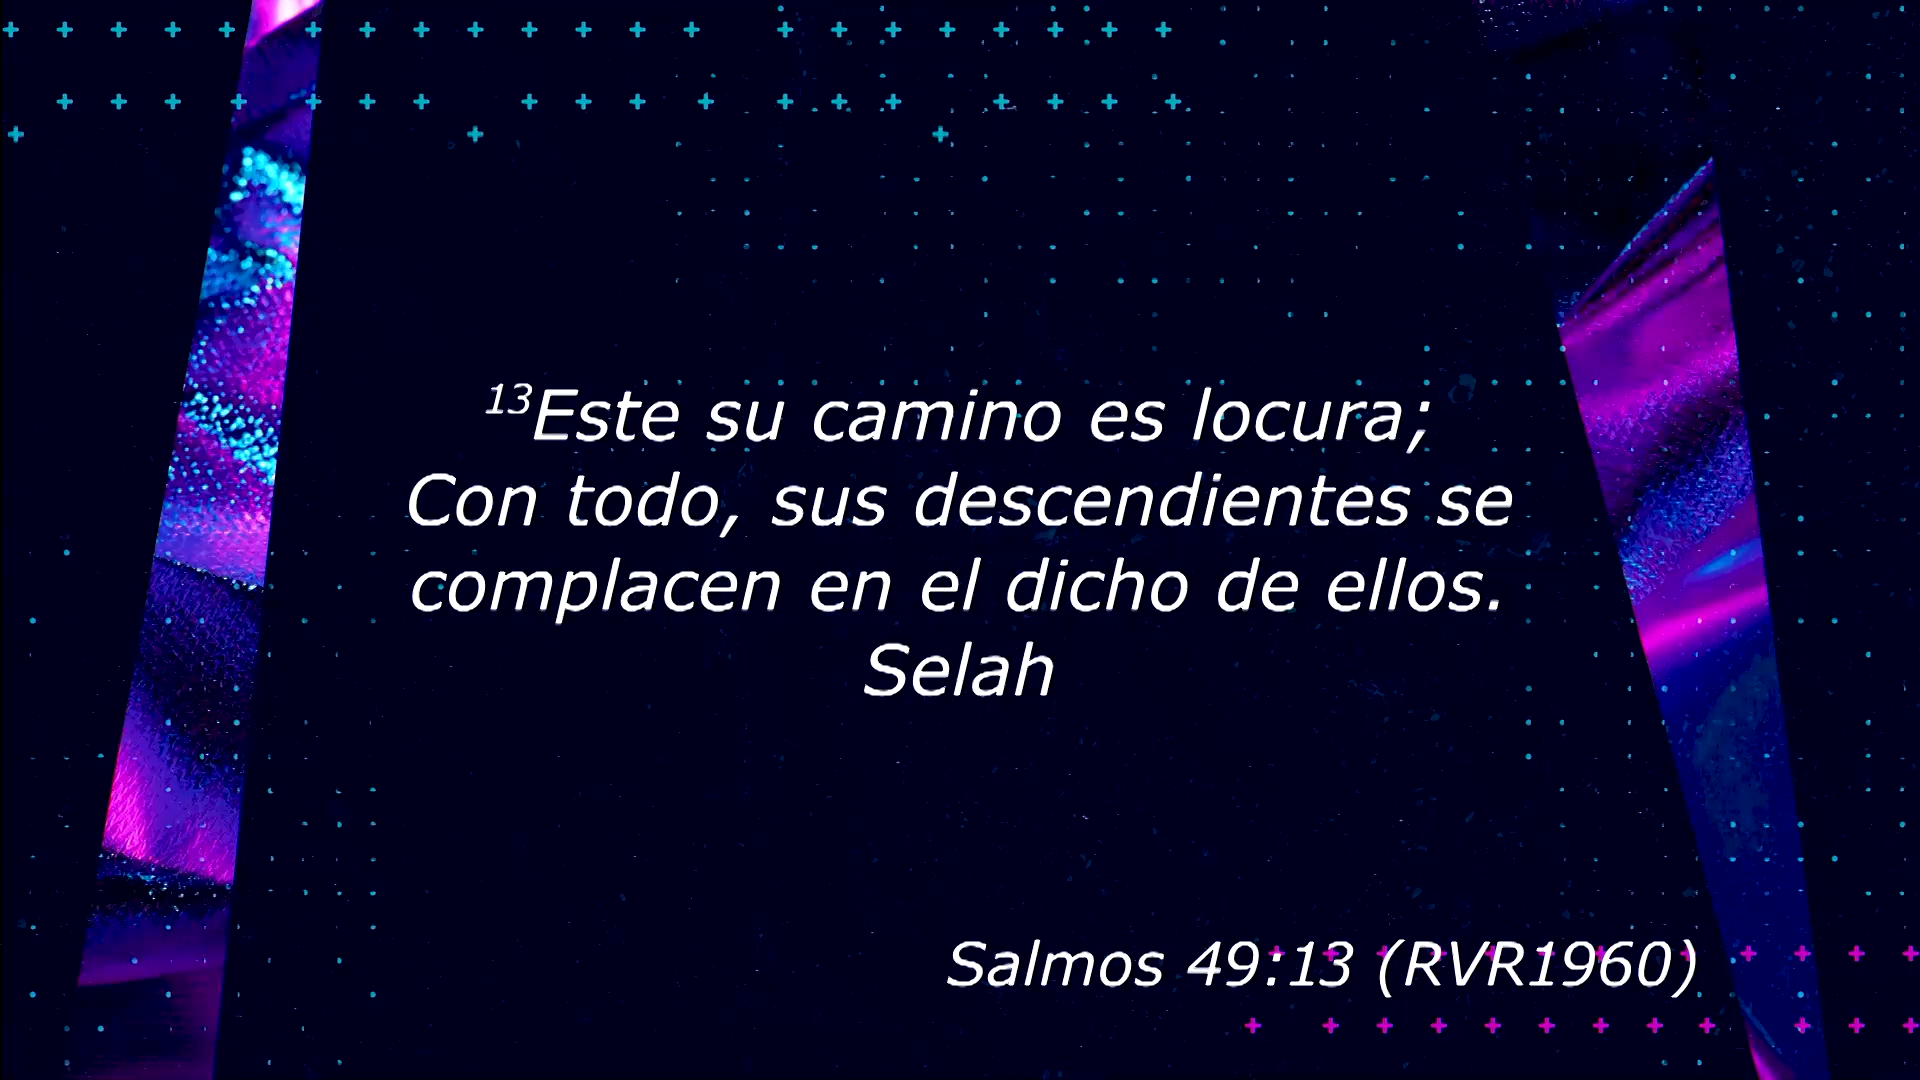 13Este su camino es locura;
Con todo, sus descendientes se
complacen en el dicho de ellos.
Selah
Salmos 49:13 (RVR1960)